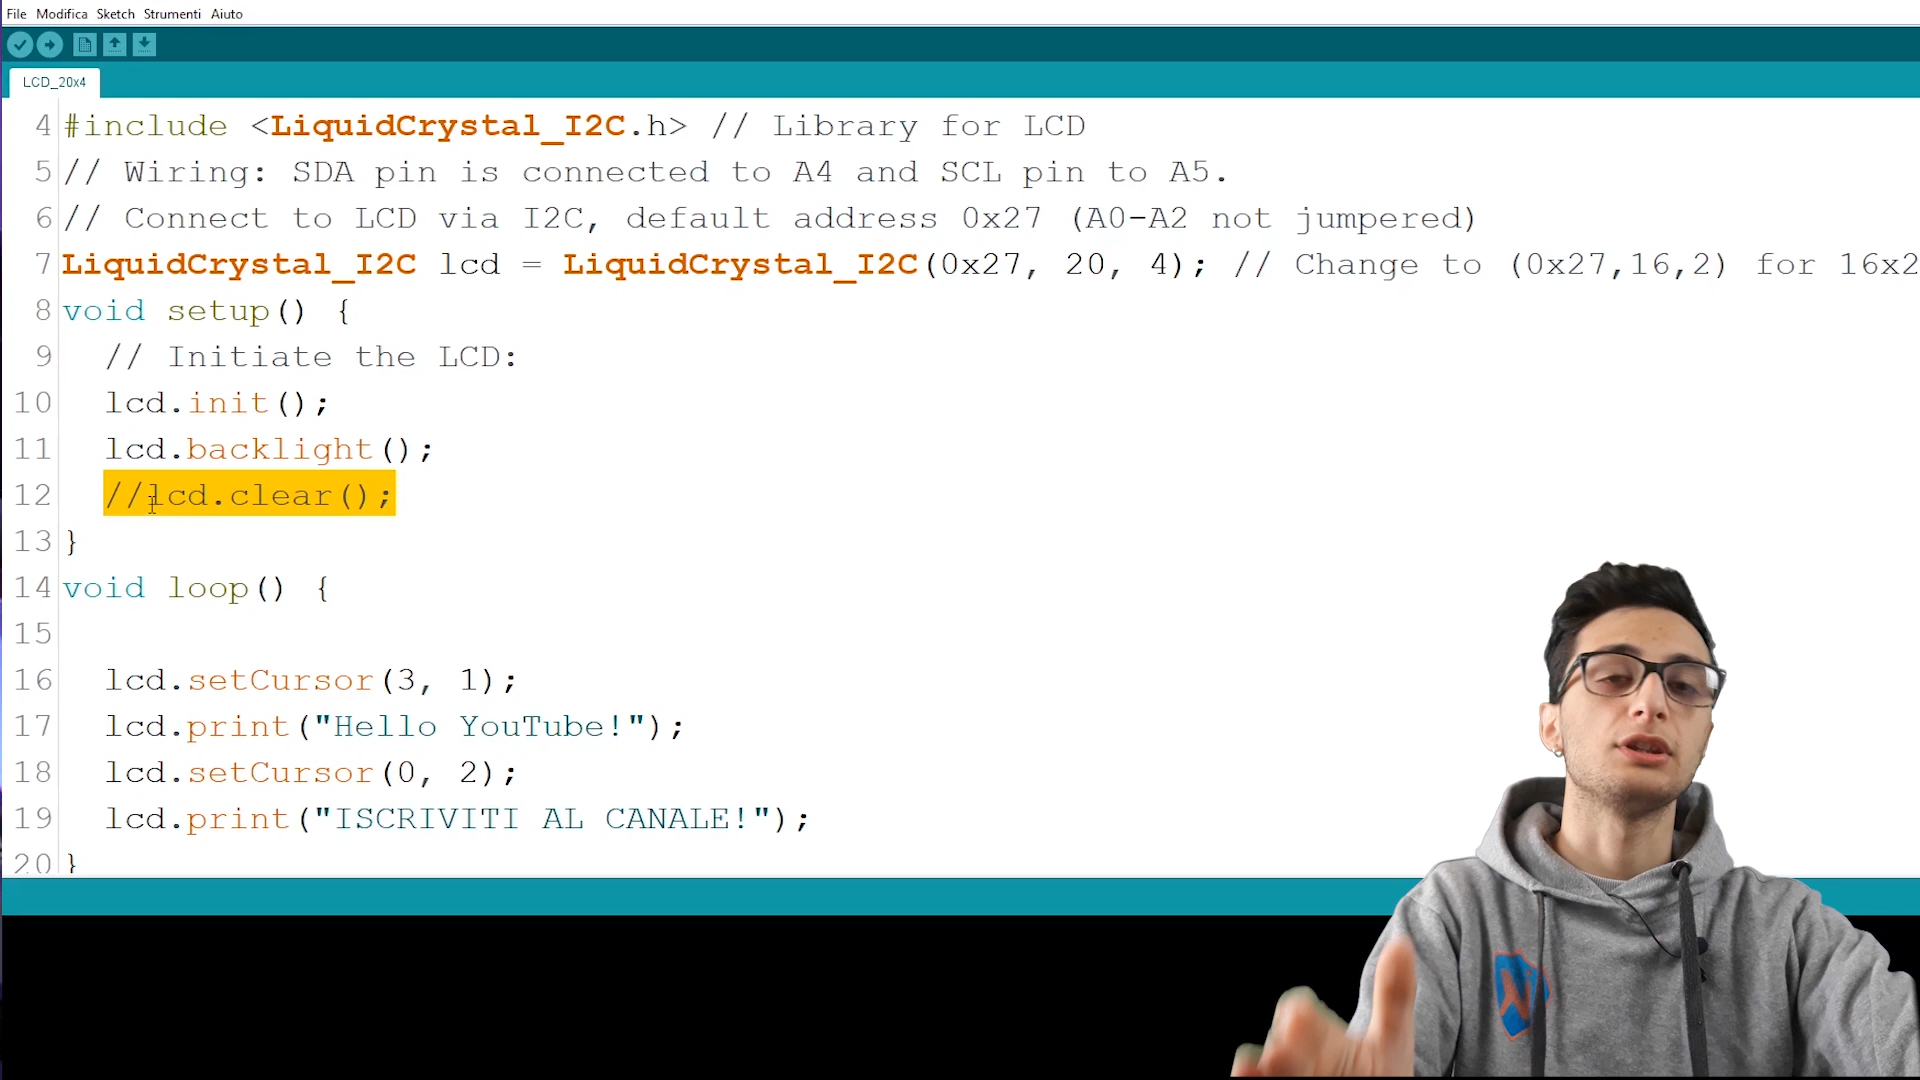 File Modifica Sketch Strumenti Aiuto
LCD_20x4
4 #include <LiquidCrystal_I2C.h> // Library for LCD
5 // Wiring: SDA pin is connected to A4 and SCL pin to A5.
6 // Connect to LCD via I2C, default address 0x27 (A0-A2 not jumpered)
7 LiquidCrystal_I2C lcd = LiquidCrystal_I2C(0x27, 20, 4); // Change to (0x27,16,2) for 16x2
8 void setup() {
9 // Initiate the LCD:
10 lcd.init();
11 lcd.backlight();
12 //lcd.clear();
13 }
14 void loop() {
15
16 lcd.setCursor(3, 1);
17 lcd.print("Hello YouTube!");
18 lcd.setCursor(0, 2);
19 lcd.print("ISCRIVITI AL CANALE!");
20 }